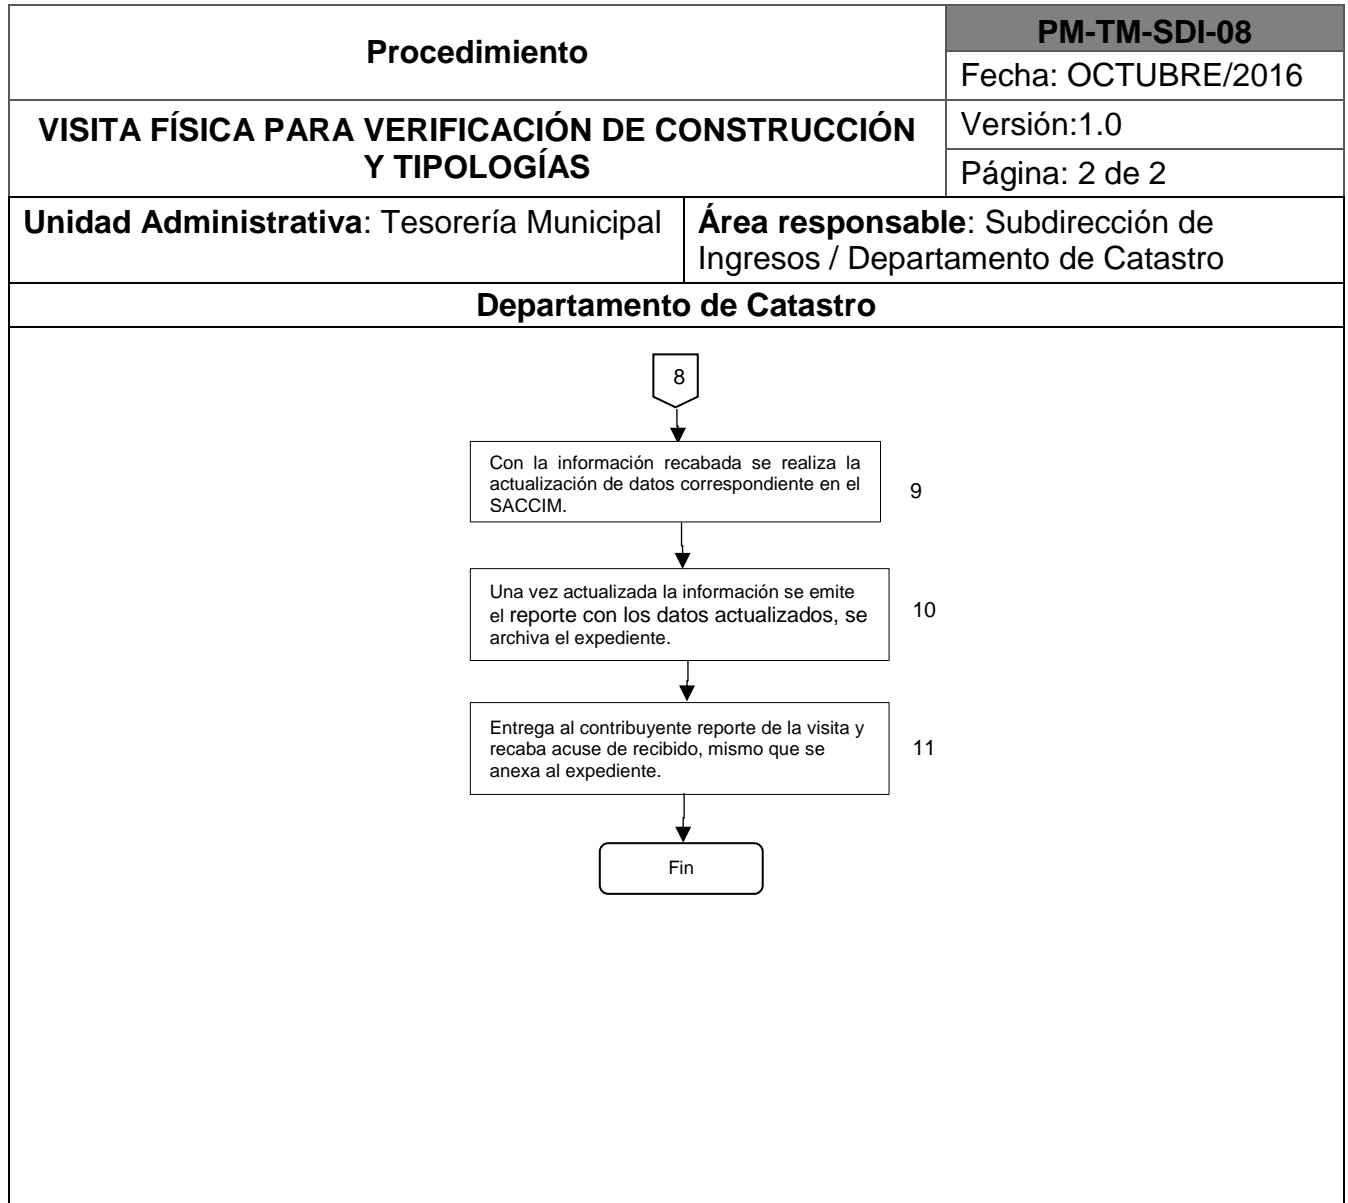 Procedimiento
PM-TM-SDI-08
Fecha: OCTUBRE/2016
VISITA FÍSICA PARA VERIFICACIÓN DE CONSTRUCCIÓN
Y TIPOLOGÍAS
Versión:1.0
Página: 2 de 2
Unidad Administrativa: Tesorería Municipal
Área responsable: Subdirección de
Ingresos / Departamento de Catastro
Departamento de Catastro
8
Con la información recabada se realiza la
actualización de datos correspondiente en el
SACCIM.
9
Una vez actualizada la información se emite
el reporte con los datos actualizados, se
archiva el expediente.
10
Entrega al contribuyente reporte de la visita y
recaba acuse de recibido, mismo que se
anexa al expediente.
11
Fin